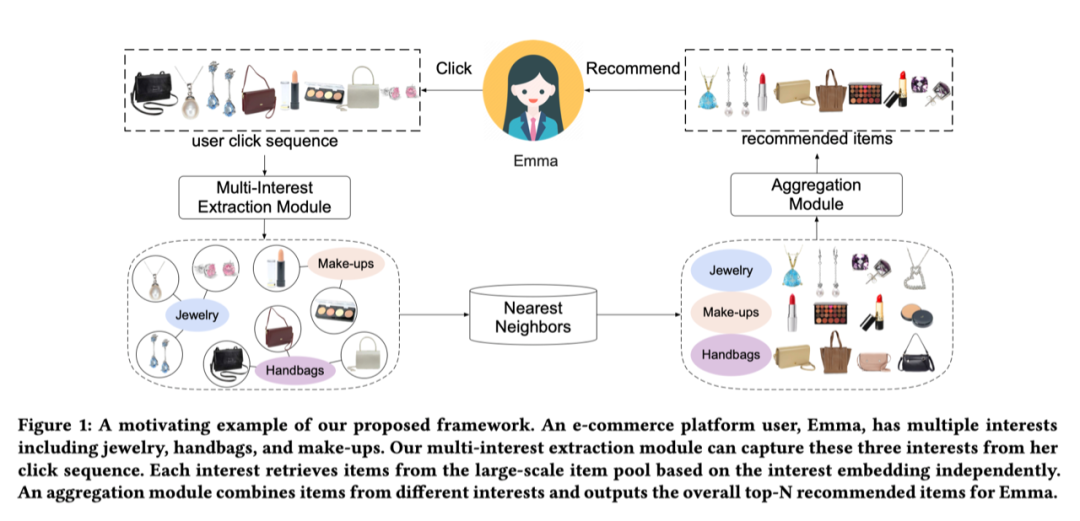 Click
Recommend
Emma
user click sequence
recommended items
Multi-Interest
Extraction Module
Aggregation
Module
Make-ups
Jewelry
Handbags
Nearest
Neighbors
Jewelry
Make-ups
Handbags
Figure 1: A motivating example of our proposed framework. An e-commerce platform user, Emma, has multiple interests
including jewelry, handbags, and make-ups. Our multi-interest extraction module can capture these three interests from her
click sequence. Each interest retrieves items from the large-scale item pool based on the interest embedding independently.
An aggregation module combines items from different interests and outputs the overall top-N recommended items for Emma.